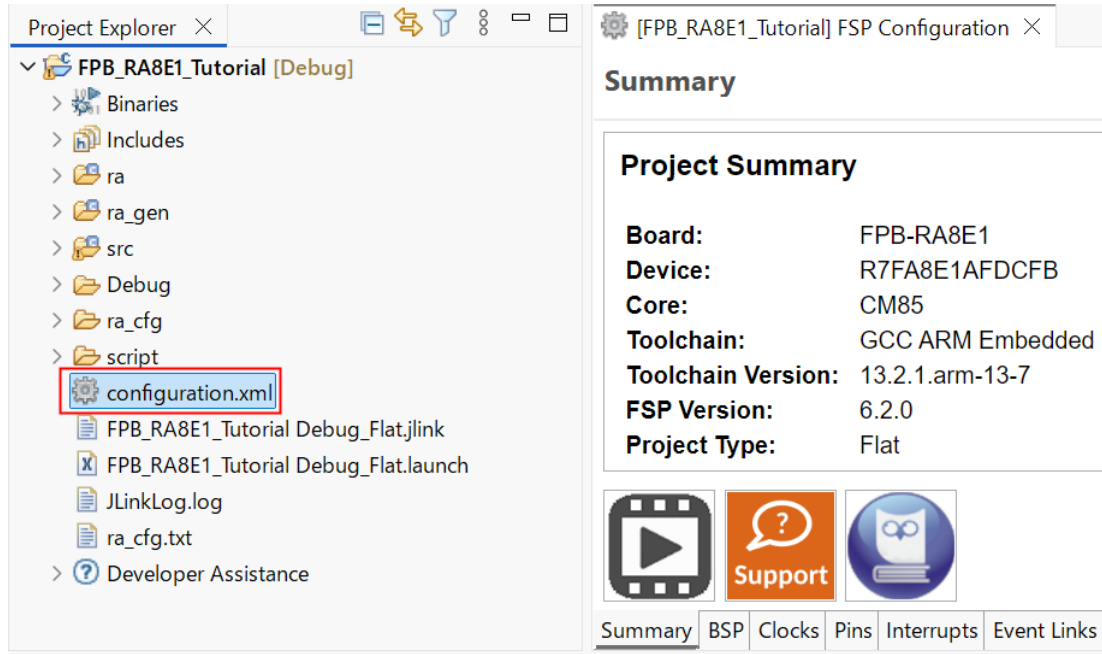 Project Explorer
FPB_RA8E1_Tutorial [Debug]
Binaries
Includes
ra
ra_gen
src
Debug
ra_cfg
script
configuration.xml
FPB_RA8E1_Tutorial Debug_Flat.jlink
FPB_RA8E1_Tutorial Debug_Flat.launch
JLinkLog.log
ra_cfg.txt
Developer Assistance
[FPB_RA8E1_Tutorial] FSP Configuration
Summary
Project Summary
Board: FPB-RA8E1
Device: R7FA8E1AFDCFB
Core: CM85
Toolchain: GCC ARM Embedded
Toolchain Version: 13.2.1.arm-13-7
FSP Version: 6.2.0
Project Type: Flat
Support
Summary BSP Clocks Pins Interrupts Event Links